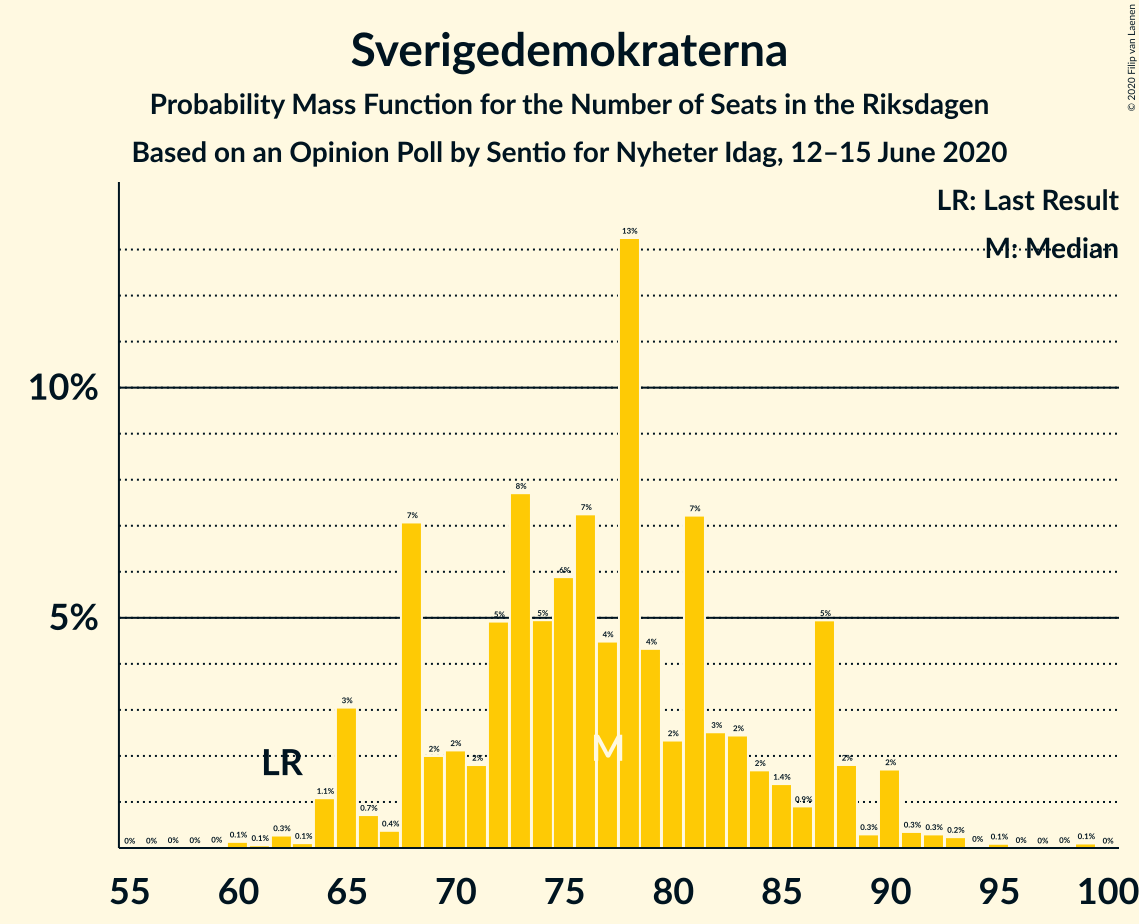 © 2020 Filip van Laenen
Sverigedemokraterna
Probability Mass Function for the Number of Seats in the Riksdagen
Based on an Opinion Poll by Sentio for Nyheter Idag, 12–15 June 2020
LR: Last Result
M: Median
10%
5%
LR
M
0% 0% 0% 0% 0% 0.1% 0.1% 0.3% 0.1% 1.1% 3% 0.7% 0.4% 7% 2% 2% 2% 5% 8% 5% 6% 7% 4% 13% 4% 2% 7% 3% 2% 2% 1.4% 0.9% 5% 2% 0.3% 2% 0.3% 0.3% 0.2% 0% 0.1% 0% 0% 0% 0.1% 0%
55 60 65 70 75 80 85 90 95 100